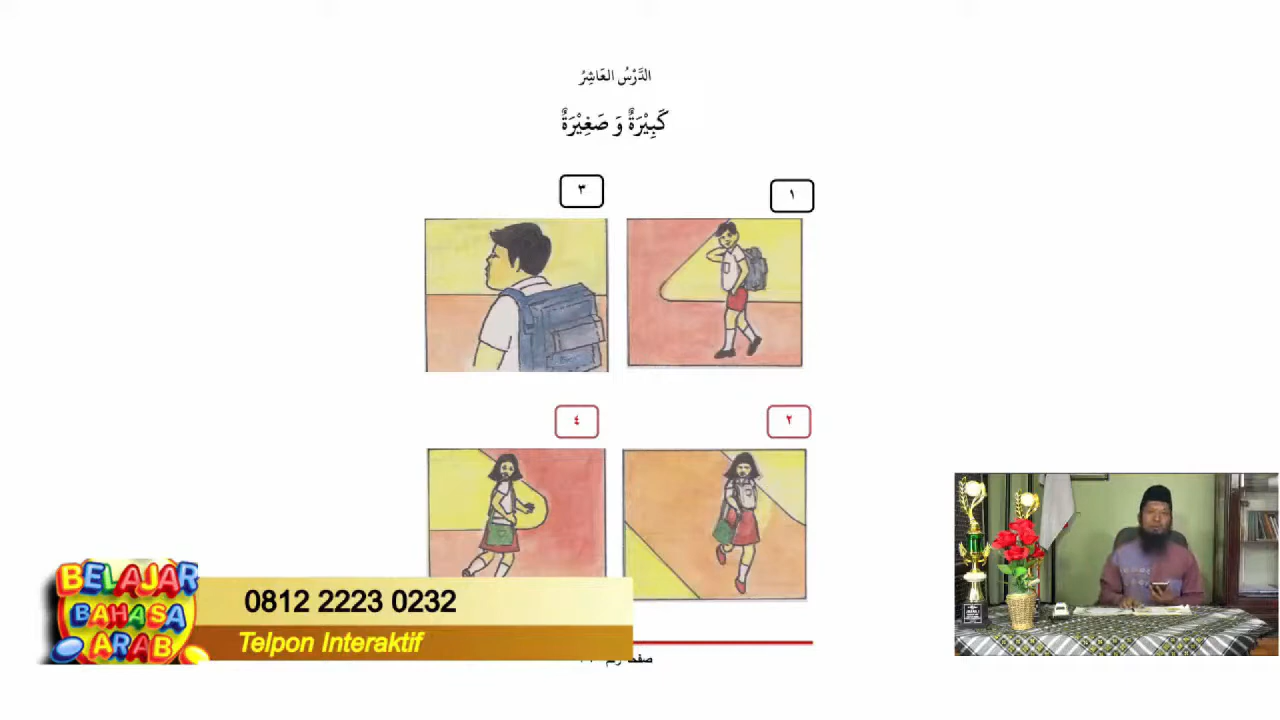 الدَّرْسُ العَاشِرُ
كَبِيْرَةٌ وَ صَغِيْرَةٌ
١
٣
٢
٤
BELAJAR
BAHASA
ARAB
0812 2223 0232
Telpon Interaktif